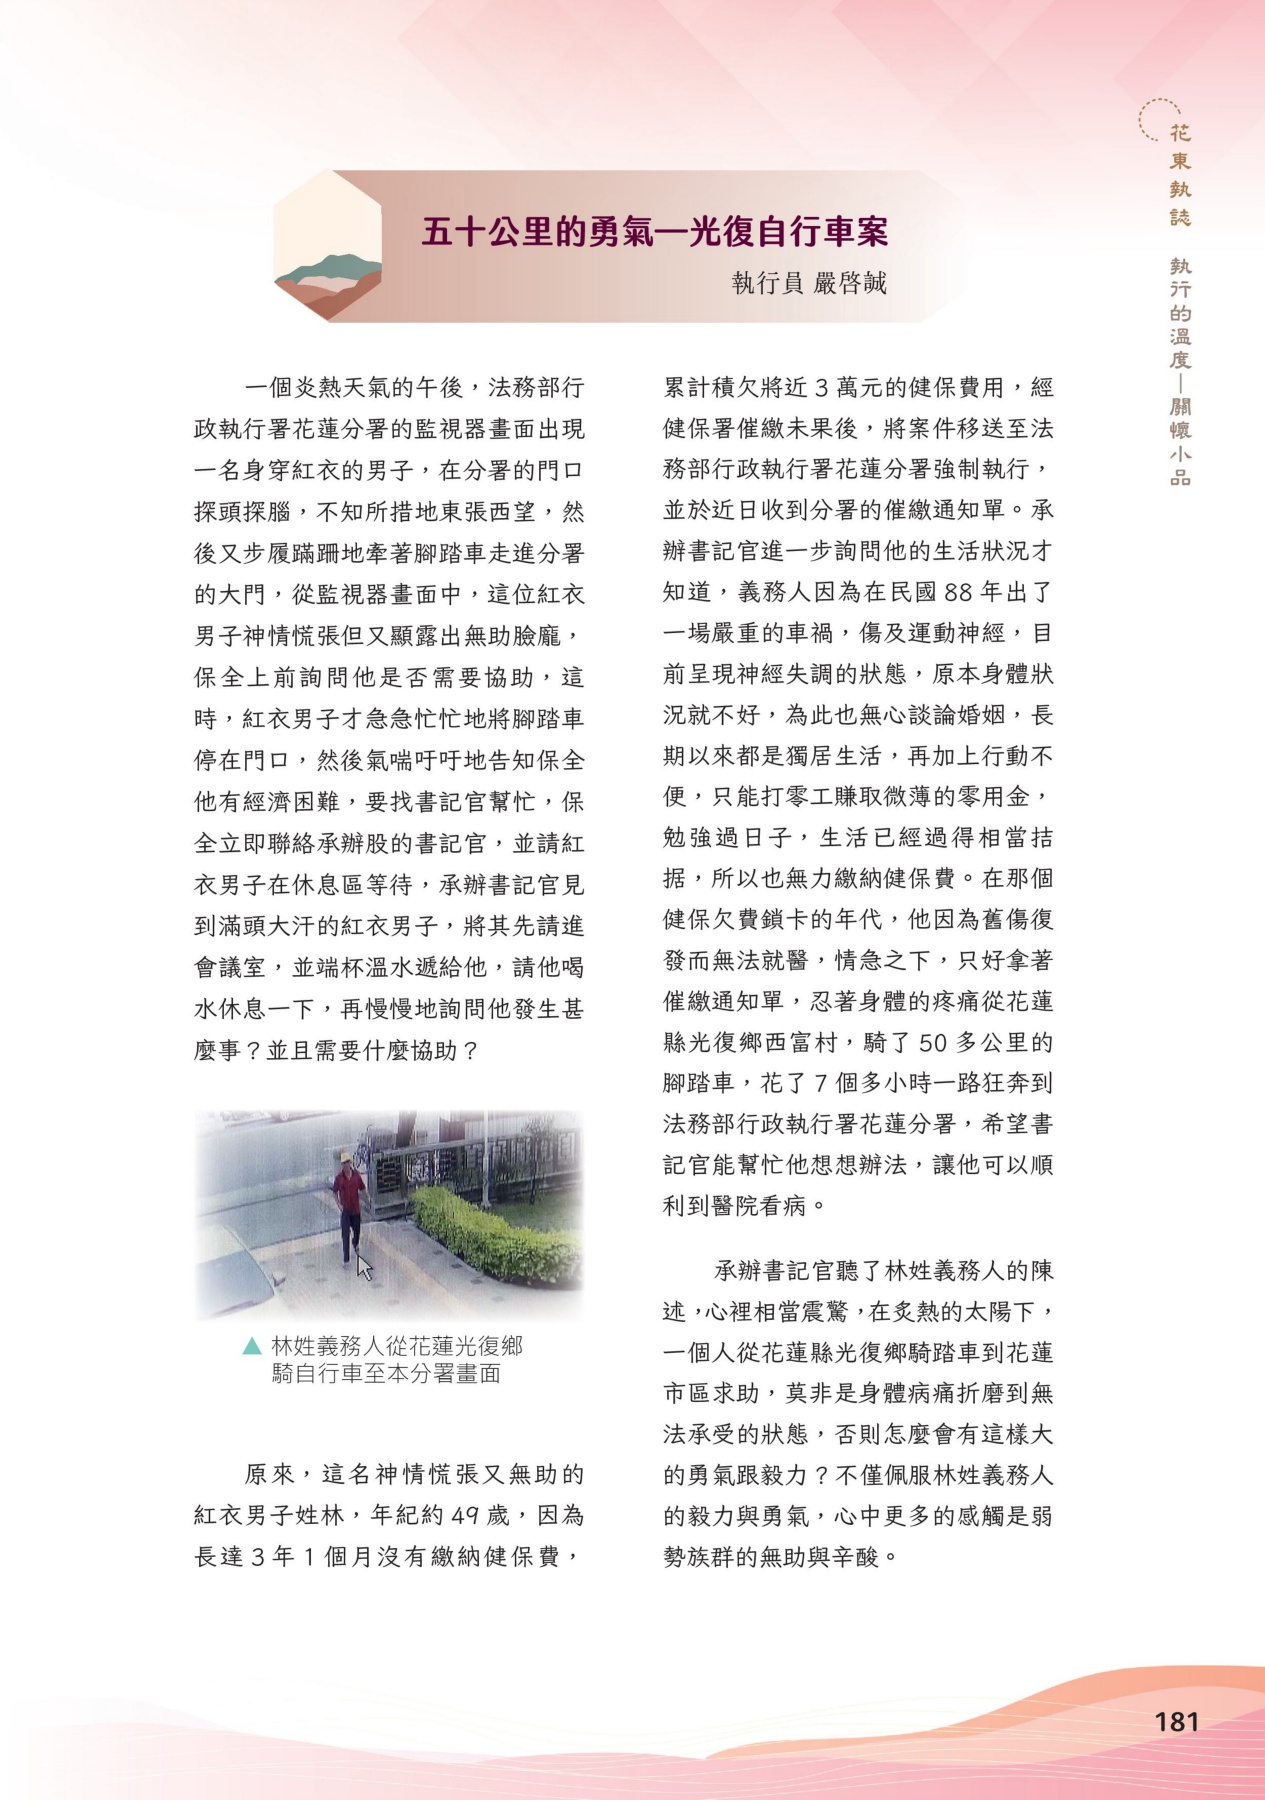 花東執誌 執行的溫度—關懷小品
五十公里的勇氣—光復自行車案
執行員 嚴啓誠
一個炎熱天氣的午後，法務部行
政執行署花蓮分署的監視器畫面出現
一名身穿紅衣的男子，在分署的門口
探頭探腦，不知所措地東張西望，然
後又步履蹣跚地牽著腳踏車走進分署
的大門，從監視器畫面中，這位紅衣
男子神情慌張但又顯露出無助臉龐，
保全上前詢問他是否需要協助，這
時，紅衣男子才急急忙忙地將腳踏車
停在門口，然後氣喘吁吁地告知保全
他有經濟困難，要找書記官幫忙，保
全立即聯絡承辦股的書記官，並請紅
衣男子在休息區等待，承辦書記官見
到滿頭大汗的紅衣男子，將其先請進
會議室，並端杯溫水遞給他，請他喝
水休息一下，再慢慢地詢問他發生甚
麼事？並且需要什麼協助？
▲ 林姓義務人從花蓮光復鄉
騎自行車至本分署畫面
原來，這名神情慌張又無助的
紅衣男子姓林，年紀約 49 歲，因為
長達 3 年 1 個月沒有繳納健保費，
累計積欠將近 3 萬元的健保費用，經
健保署催繳未果後，將案件移送至法
務部行政執行署花蓮分署強制執行，
並於近日收到分署的催繳通知單。承
辦書記官進一步詢問他的生活狀況才
知道，義務人因為在民國 88 年出了
一場嚴重的車禍，傷及運動神經，目
前呈現神經失調的狀態，原本身體狀
況就不好，為此也無心談論婚姻，長
期以來都是獨居生活，再加上行動不
便，只能打零工賺取微薄的零用金，
勉強過日子，生活已經過得相當拮
据，所以也無力繳納健保費。在那個
健保欠費鎖卡的年代，他因為舊傷復
發而無法就醫，情急之下，只好拿著
催繳通知單，忍著身體的疼痛從花蓮
縣光復鄉西富村，騎了 50 多公里的
腳踏車，花了 7 個多小時一路狂奔到
法務部行政執行署花蓮分署，希望書
記官能幫忙他想想辦法，讓他可以順
利到醫院看病。
承辦書記官聽了林姓義務人的陳
述，心裡相當震驚，在炙熱的太陽下，
一個人從花蓮縣光復鄉騎踏車到花蓮
市區求助，莫非是身體病痛折磨到無
法承受的狀態，否則怎麼會有這樣大
的勇氣跟毅力？不僅佩服林姓義務人
的毅力與勇氣，心中更多的感觸是弱
勢族群的無助與辛酸。
181